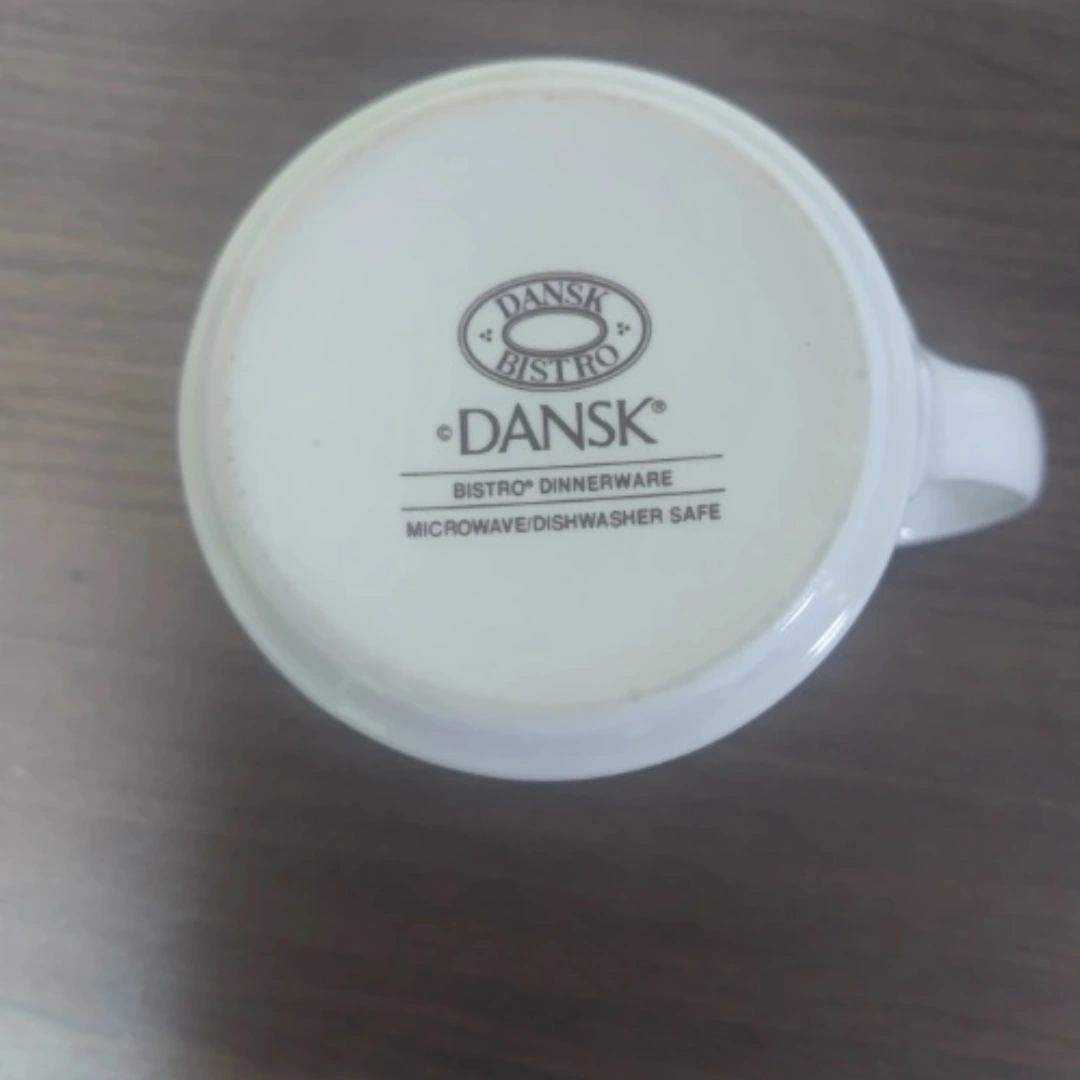 DANSK
BISTRO
© DANSK®
BISTRO® DINNERWARE
MICROWAVE/DISHWASHER SAFE